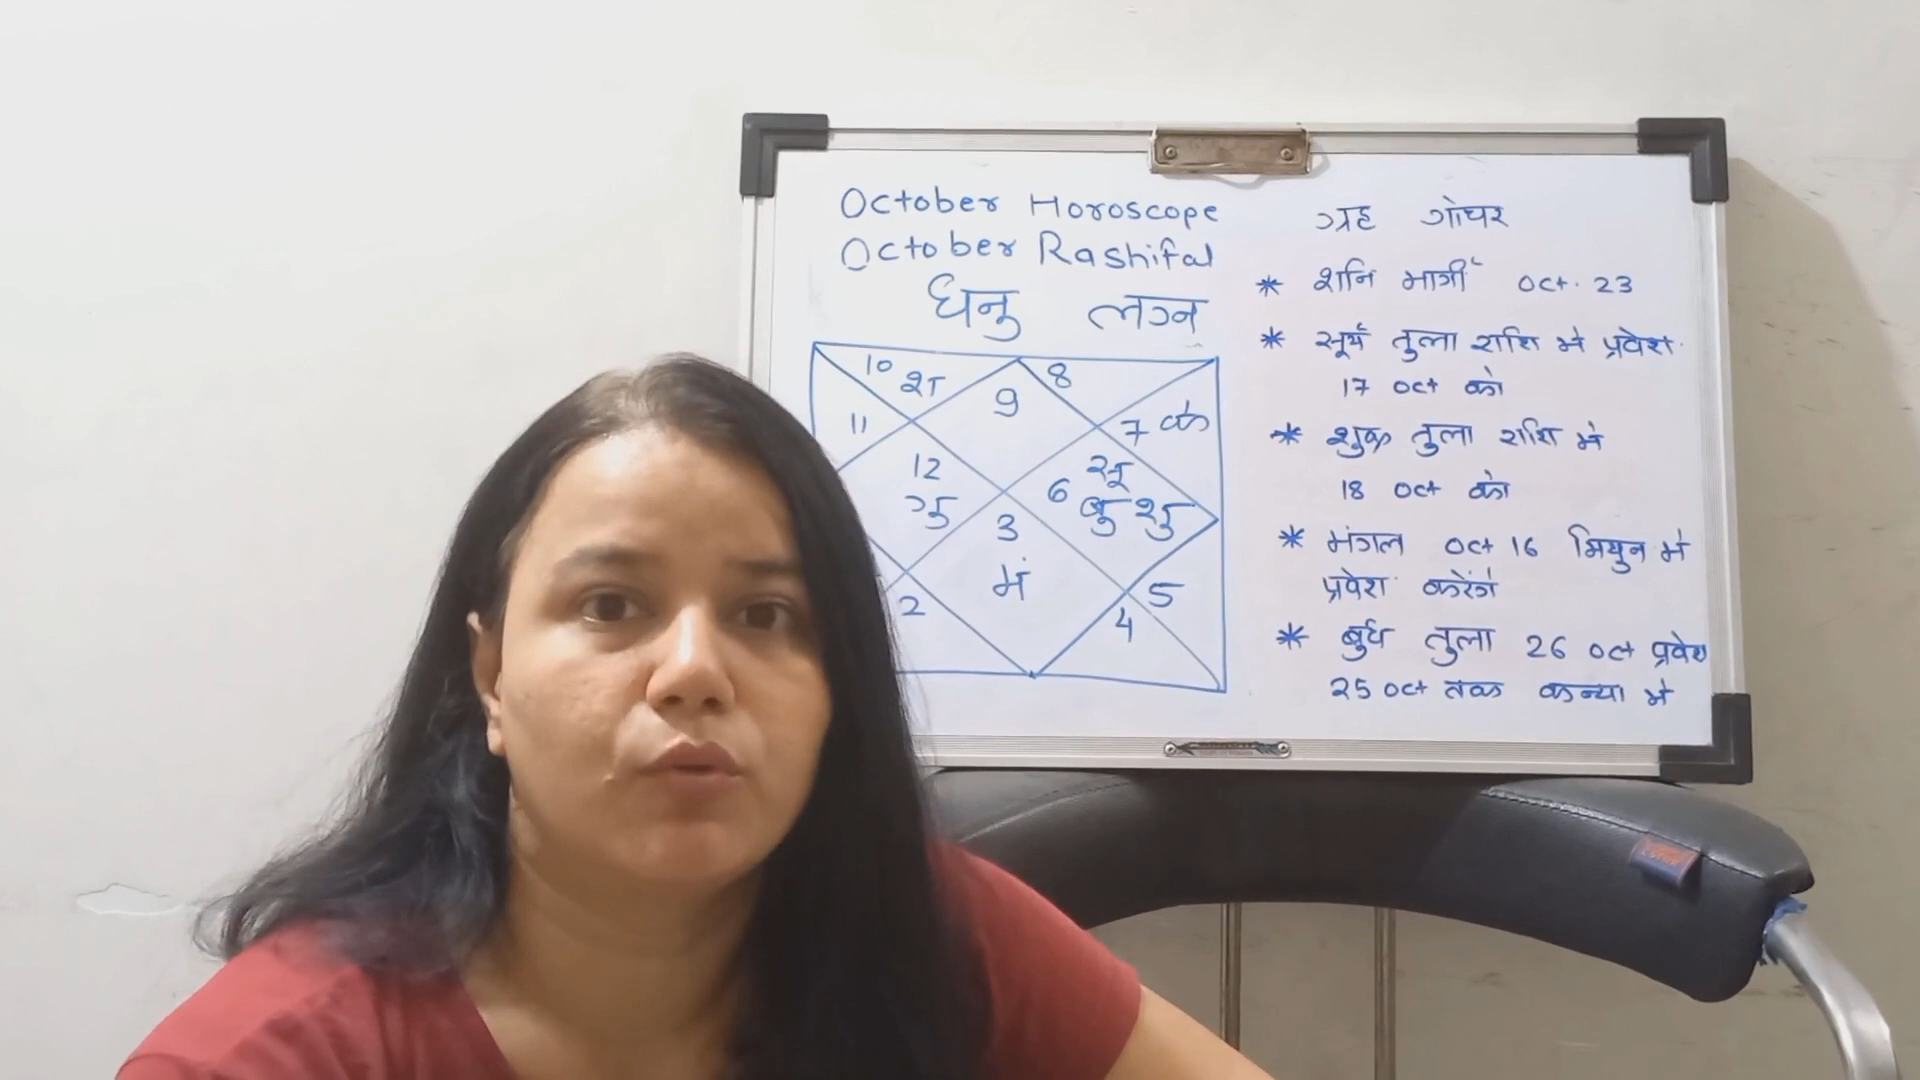 October Horoscope
October Rashifal
धनु लग्न
10 श
11
9
8
7 के
12
गु
6 सू
बु शु
3
मं
2
5
4
ग्रह गोचर
* शनि मार्गी Oct. 23
* सूर्य तुला राशि मे प्रवेश
17 Oct को
* शुक्र तुला राशि मे
18 Oct को
* मंगल Oct 16 मिथुन मे
प्रवेश करेंगे
* बुध तुला 26 Oct प्रवेश
25 Oct तक कन्या मे